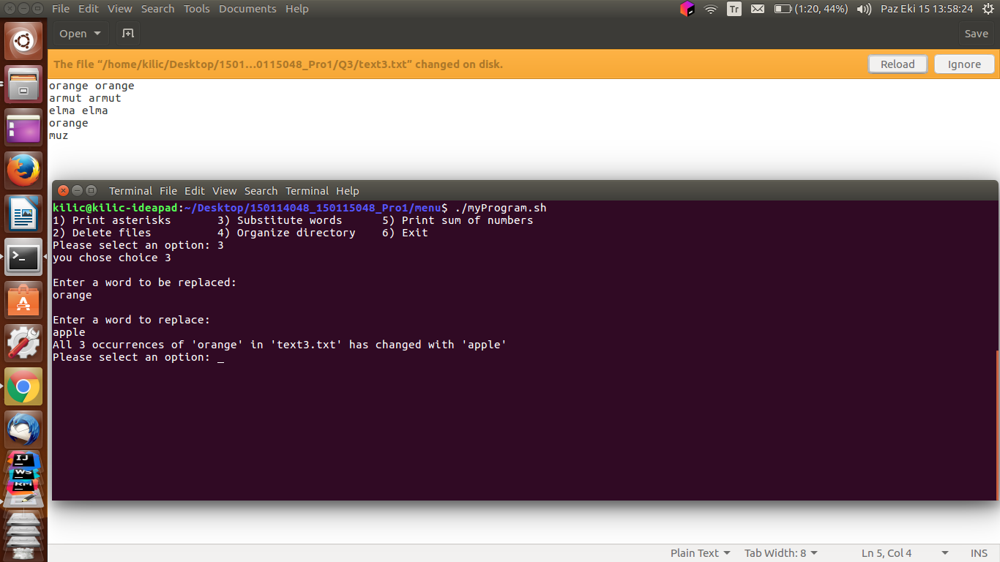 File Edit View Search Tools Documents Help
Tr (1:20, 44%) Paz Eki 15 13:58:24
Open Save
The file “/home/kilic/Desktop/1501…0115048_Pro1/Q3/text3.txt” changed on disk. Reload Ignore
orange orange
armut armut
elma elma
orange
muz
Terminal File Edit View Search Terminal Help
kilic@kilic-ideapad:~/Desktop/150114048_150115048_Pro1/menu$ ./myProgram.sh
1) Print asterisks 3) Substitute words 5) Print sum of numbers
2) Delete files 4) Organize directory 6) Exit
Please select an option: 3
you chose choice 3
Enter a word to be replaced:
orange
Enter a word to replace:
apple
All 3 occurrences of 'orange' in 'text3.txt' has changed with 'apple'
Please select an option: _
IJ
WS
RM
Plain Text Tab Width: 8 Ln 5, Col 4 INS